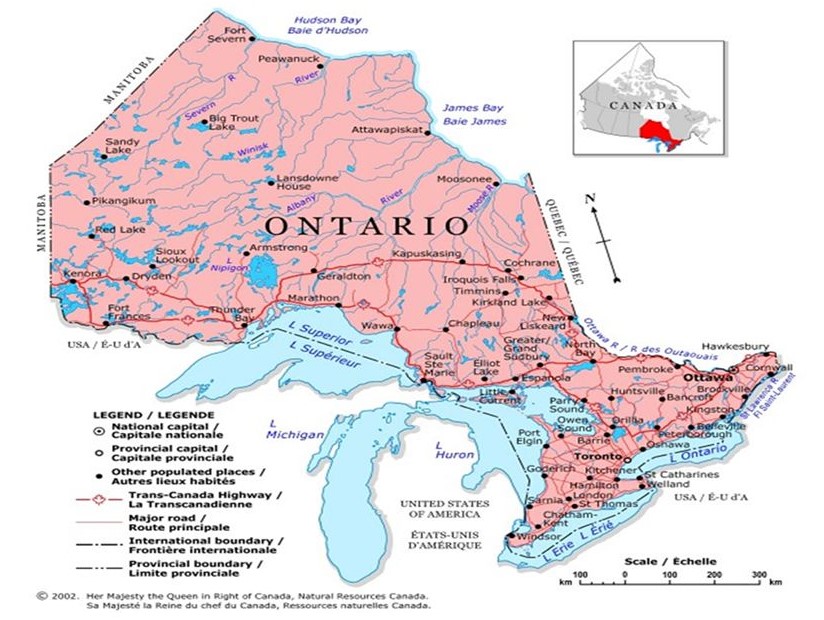 Hudson Bay
Baie d'Hudson
Fort
Severn
Peawanuck
River
MANITOBA
Severn R
Big Trout
Lake
James Bay
Baie James
CANADA
Attawapiskat
Sandy
Lake
Winisk
Lansdowne
House
Moosonee
Albany River
Moose R
Pikangikum
MANITOBA
ONTARIO
QUEBEC / QUÉBEC
N
Red Lake
Sioux
Lookout
Armstrong
L
Nipigon
Kapuskasing
Cochrane
Kenora
Dryden
Geraldton
Iroquois Falls
Timmins
Kirkland Lake
Marathon
Fort
Frances
Thunder
Bay
Wawa
Chapleau
New
Liskeard
Ottawa R / R des Outaouais
USA / É-U d'A
L Superior
L Supérieur
Greater/
Grand
Sudbury
North
Bay
Hawkesbury
Sault
Ste
Marie
Elliot
Lake
Espanola
Pembroke
Ottawa
Cornwall
Little
Current
Huntsville
Bancroft
Brockville
St Lawrence R
Fl Saint-Laurent
Parry
Sound
Kingston
Owen
Sound
Orillia
Belleville
Peterborough
Port
Elgin
Barrie
Oshawa
L Ontario
Toronto
L
Michigan
L
Huron
Goderich
Kitchener
St Catharines
Welland
Hamilton
USA / É-U d'A
Sarnia
London
St Thomas
Chatham-
Kent
Windsor
L Erie L Érié
UNITED STATES
OF AMERICA
ÉTATS-UNIS
D'AMÉRIQUE
LEGEND / LEGENDE
National capital /
Capitale nationale
Provincial capital /
Capitale provinciale
Other populated places /
Autres lieux habités
Trans-Canada Highway /
La Transcanadienne
Major road /
Route principale
International boundary /
Frontière internationale
Provincial boundary /
Limite provinciale
Scale / Échelle
km 100 0 100 200 300 km
© 2002. Her Majesty the Queen in Right of Canada, Natural Resources Canada.
Sa Majesté la Reine du chef du Canada, Ressources naturelles Canada.